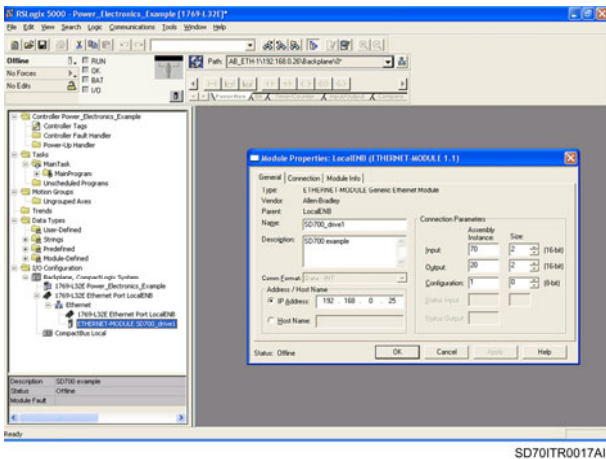 RSLogix 5000 - Power_Electronics_Example [1769-L32E]*
File Edit View Search Logic Communications Tools Window Help
Offline
RUN
No Forces
OK
BAT
No Edits
I/O
Path: AB_ETH-1\192.168.0.26\Backplane\0*
Favorites Bit Timer/Counter Input/Output Compare
Controller Power_Electronics_Example
Controller Tags
Controller Fault Handler
Power-Up Handler
Tasks
MainTask
MainProgram
Unscheduled Programs
Motion Groups
Ungrouped Axes
Trends
Data Types
User-Defined
Strings
Predefined
Module-Defined
I/O Configuration
Backplane, CompactLogix System
1769-L32E Power_Electronics_Example
1769-L32E Ethernet Port LocalENB
Ethernet
1769-L32E Ethernet Port LocalENB
ETHERNET-MODULE SD700_drive1
CompactBus Local
Description SD700 example
Status Offline
Module Fault
Ready
Module Properties: LocalENB (ETHERNET-MODULE 1.1)
General Connection Module Info
Type: ETHERNET-MODULE Generic Ethernet Module
Vendor: Allen-Bradley
Parent: LocalENB
Name: SD700_drive1
Description: SD700 example
Comm Format: Data - INT
Address / Host Name
IP Address: 192 . 168 . 0 . 25
Host Name:
Connection Parameters
Assembly
Instance: Size:
Input: 70 2 (16-bit)
Output: 20 2 (16-bit)
Configuration: 1 0 (8-bit)
Status Input:
Status Output:
Status: Offline
OK Cancel Apply Help
SD70ITR0017AI